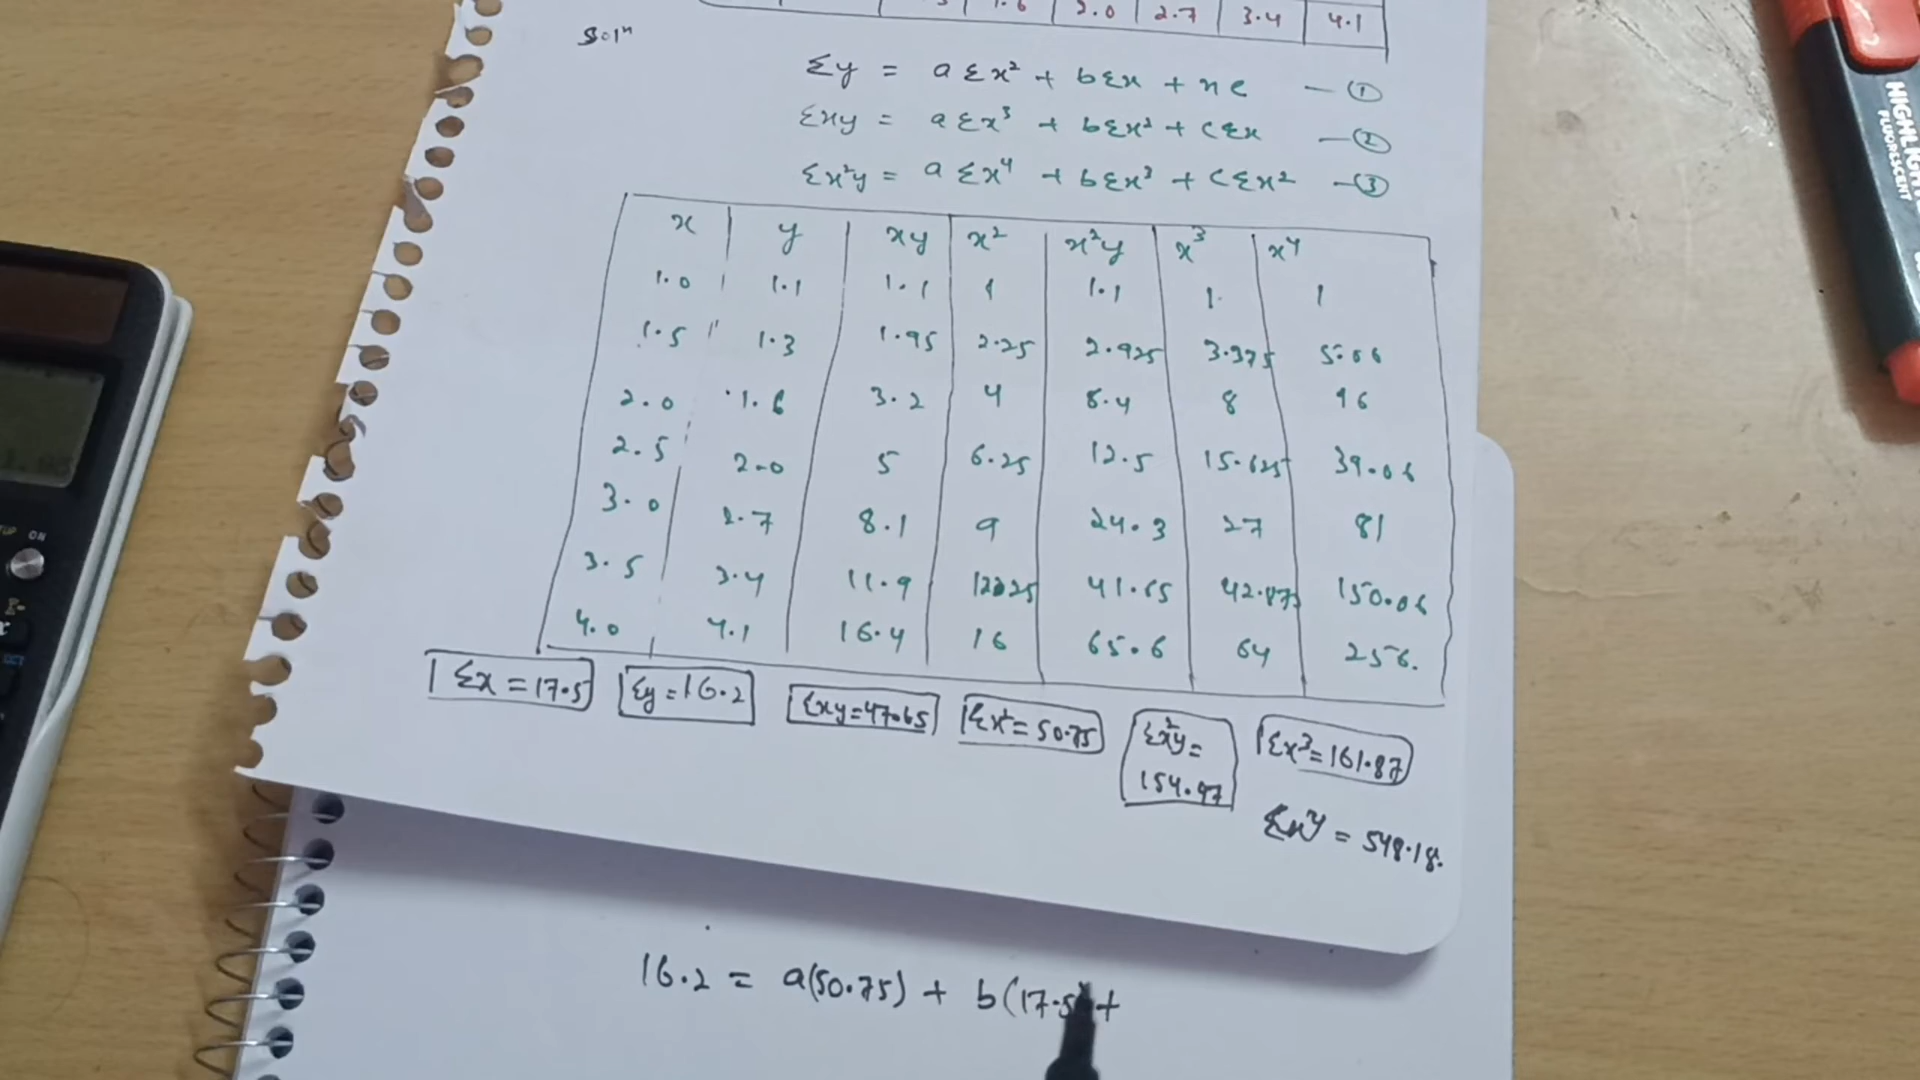 1.6 2.0 2.7 3.4 4.1
Solⁿ
Σy = aΣx² + bΣx + nc — ①
Σxy = aΣx³ + bΣx² + cΣx — ②
Σx²y = aΣx⁴ + bΣx³ + cΣx² — ③
x y xy x² x²y x³ x⁴
1.0 1.1 1.1 1 1.1 1. 1
1.5 1.3 1.95 2.25 2.925 3.375 5.06
2.0 1.6 3.2 4 6.4 8 16
2.5 2.0 5 6.25 12.5 15.625 39.06
3.0 2.7 8.1 9 24.3 27 81
3.5 3.4 11.9 12.25 41.65 42.875 150.06
4.0 4.1 16.4 16 65.6 64 256.
Σx = 17.5 Σy = 16.2 Σxy = 47.65 Σx² = 50.75 Σx²y = 154.47 Σx³ = 161.87
Σx⁴ = 548.18.
16.2 = a(50.75) + b(17.5) +
ON
FLUORESCENT